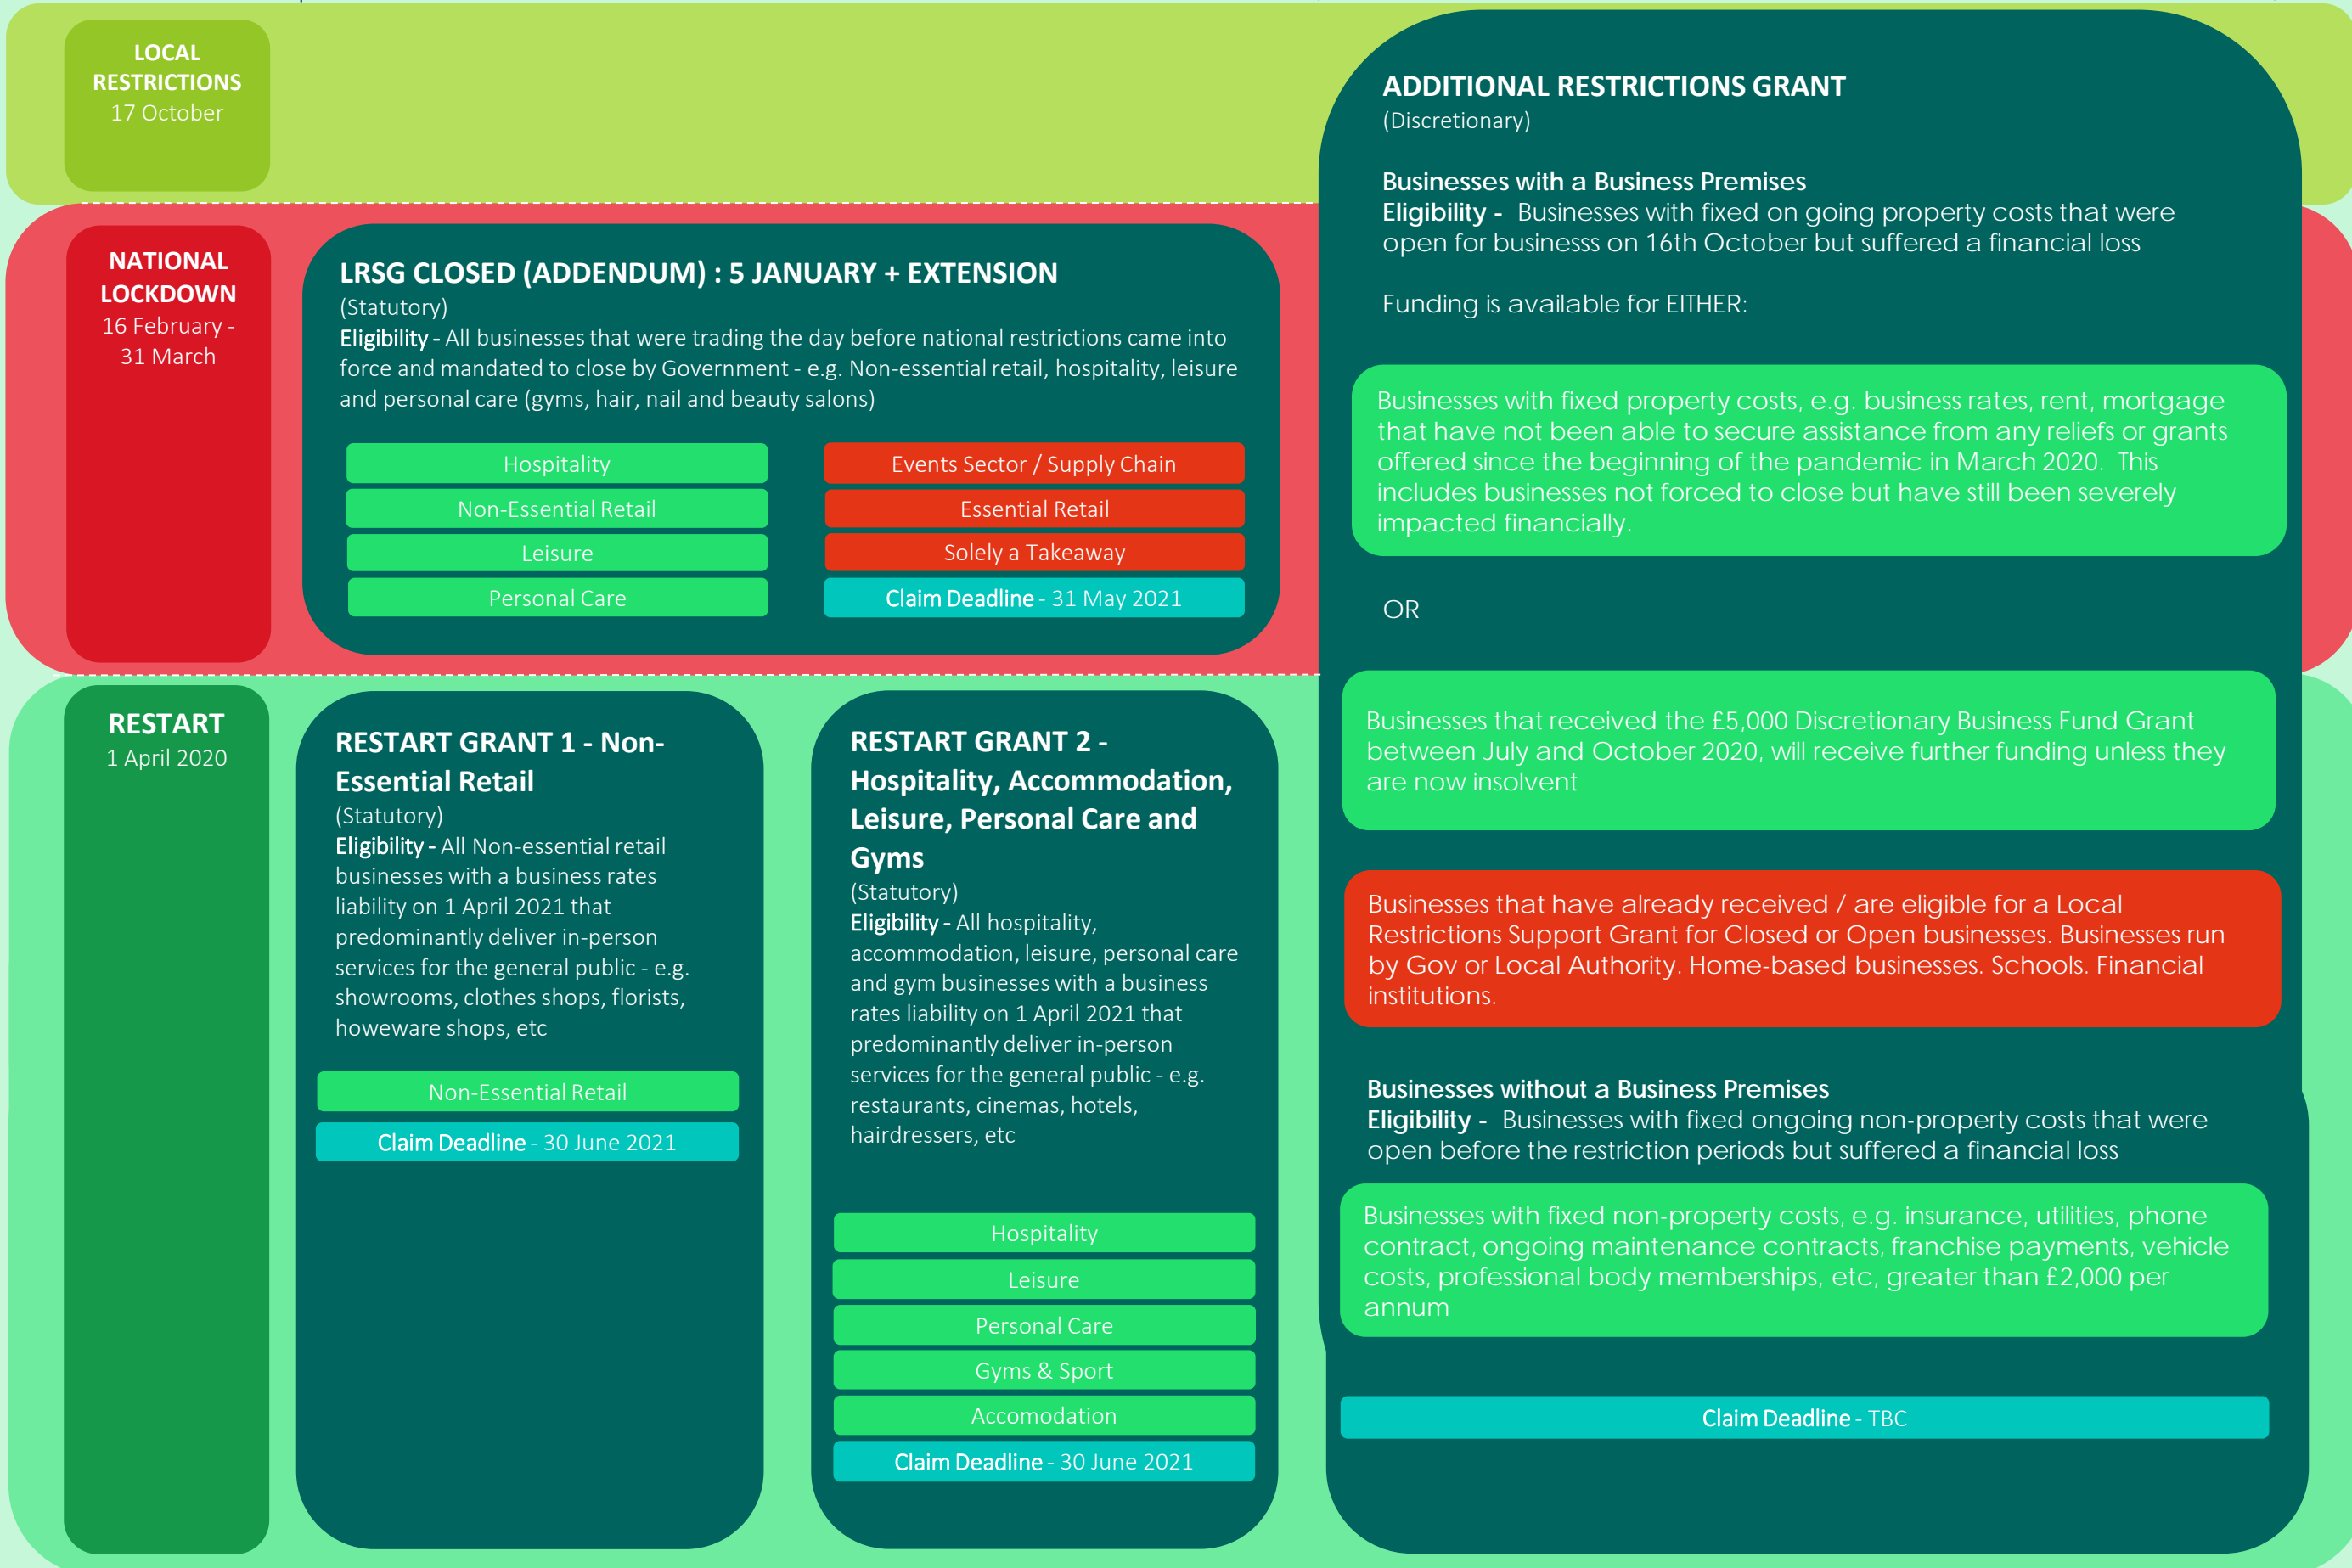 LOCAL
RESTRICTIONS
17 October
NATIONAL
LOCKDOWN
16 February -
31 March
LRSG CLOSED (ADDENDUM) : 5 JANUARY + EXTENSION
(Statutory)
Eligibility - All businesses that were trading the day before national restrictions came into
force and mandated to close by Government - e.g. Non-essential retail, hospitality, leisure
and personal care (gyms, hair, nail and beauty salons)
Hospitality
Non-Essential Retail
Leisure
Personal Care
Events Sector / Supply Chain
Essential Retail
Solely a Takeaway
Claim Deadline - 31 May 2021
RESTART
1 April 2020
RESTART GRANT 1 - Non-
Essential Retail
(Statutory)
Eligibility - All Non-essential retail
businesses with a business rates
liability on 1 April 2021 that
predominantly deliver in-person
services for the general public - e.g.
showrooms, clothes shops, florists,
howeware shops, etc
Non-Essential Retail
Claim Deadline - 30 June 2021
RESTART GRANT 2 -
Hospitality, Accommodation,
Leisure, Personal Care and
Gyms
(Statutory)
Eligibility - All hospitality,
accommodation, leisure, personal care
and gym businesses with a business
rates liability on 1 April 2021 that
predominantly deliver in-person
services for the general public - e.g.
restaurants, cinemas, hotels,
hairdressers, etc
Hospitality
Leisure
Personal Care
Gyms & Sport
Accomodation
Claim Deadline - 30 June 2021
ADDITIONAL RESTRICTIONS GRANT
(Discretionary)
Businesses with a Business Premises
Eligibility - Businesses with fixed on going property costs that were
open for businesss on 16th October but suffered a financial loss
Funding is available for EITHER:
Businesses with fixed property costs, e.g. business rates, rent, mortgage
that have not been able to secure assistance from any reliefs or grants
offered since the beginning of the pandemic in March 2020. This
includes businesses not forced to close but have still been severely
impacted financially.
OR
Businesses that received the £5,000 Discretionary Business Fund Grant
between July and October 2020, will receive further funding unless they
are now insolvent
Businesses that have already received / are eligible for a Local
Restrictions Support Grant for Closed or Open businesses. Businesses run
by Gov or Local Authority. Home-based businesses. Schools. Financial
institutions.
Businesses without a Business Premises
Eligibility - Businesses with fixed ongoing non-property costs that were
open before the restriction periods but suffered a financial loss
Businesses with fixed non-property costs, e.g. insurance, utilities, phone
contract, ongoing maintenance contracts, franchise payments, vehicle
costs, professional body memberships, etc, greater than £2,000 per
annum
Claim Deadline - TBC